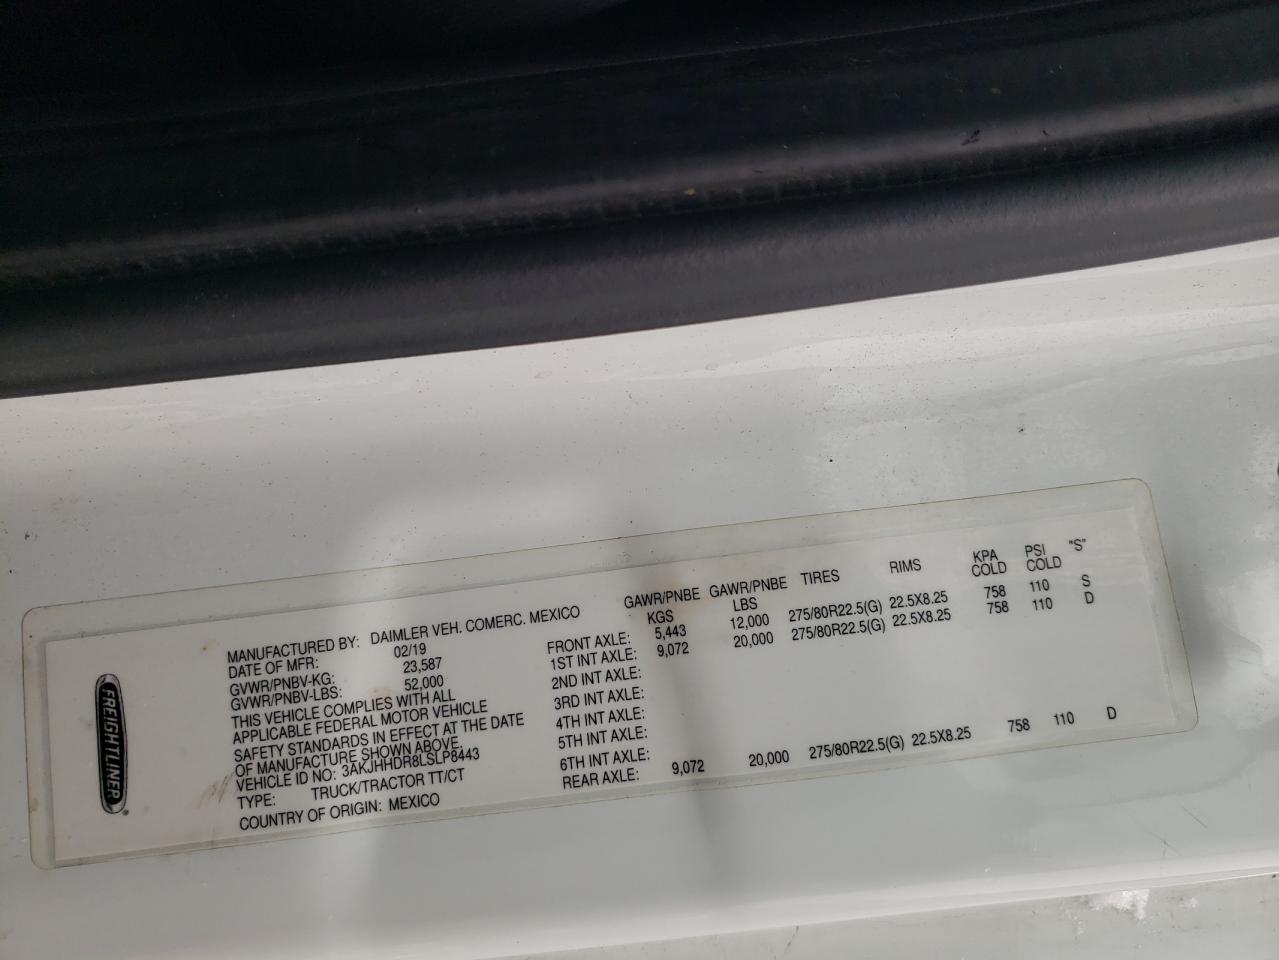 FREIGHTLINER®
MANUFACTURED BY: DAIMLER VEH. COMERC. MEXICO
DATE OF MFR: 02/19
GVWR/PNBV-KG: 23,587
GVWR/PNBV-LBS: 52,000
THIS VEHICLE COMPLIES WITH ALL
APPLICABLE FEDERAL MOTOR VEHICLE
SAFETY STANDARDS IN EFFECT AT THE DATE
OF MANUFACTURE SHOWN ABOVE.
VEHICLE ID NO: 3AKJHHDR8LSLP8443
TYPE: TRUCK/TRACTOR TT/CT
COUNTRY OF ORIGIN: MEXICO
GAWR/PNBE GAWR/PNBE TIRES RIMS KPA PSI "S"
KGS LBS COLD COLD
FRONT AXLE: 5,443 12,000 275/80R22.5(G) 22.5X8.25 758 110 S
1ST INT AXLE: 9,072 20,000 275/80R22.5(G) 22.5X8.25 758 110 D
2ND INT AXLE:
3RD INT AXLE:
4TH INT AXLE:
5TH INT AXLE:
6TH INT AXLE:
REAR AXLE: 9,072 20,000 275/80R22.5(G) 22.5X8.25 758 110 D